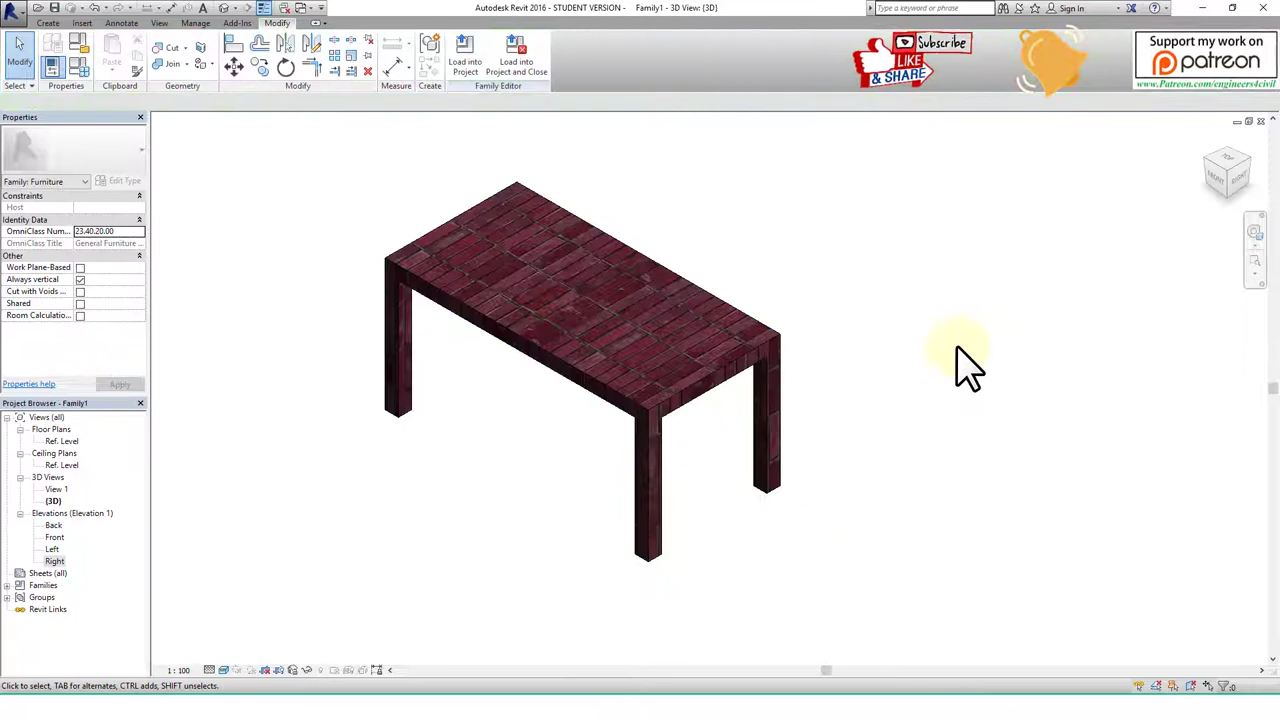 Autodesk Revit 2016 - STUDENT VERSION - Family1 - 3D View: {3D}
Type a keyword or phrase
Sign In
Create Insert Annotate View Manage Add-Ins Modify
Modify
Select
Properties
Paste
Clipboard
Cut
Join
Geometry
Modify
Measure
Create
Load into
Project
Load into
Project and Close
Family Editor
Subscribe
LIKE
& SHARE
Support my work on
patreon
www.Patreon.com/engineers4civil
Properties
Family: Furniture
Edit Type
Constraints
Host
Identity Data
OmniClass Num... 23.40.20.00
OmniClass Title General Furniture ...
Other
Work Plane-Based
Always vertical
Cut with Voids ...
Shared
Room Calculatio...
Properties help
Apply
Project Browser - Family1
Views (all)
Floor Plans
Ref. Level
Ceiling Plans
Ref. Level
3D Views
View 1
{3D}
Elevations (Elevation 1)
Back
Front
Left
Right
Sheets (all)
Families
Groups
Revit Links
TOP
FRONT
RIGHT
1 : 100
Click to select, TAB for alternates, CTRL adds, SHIFT unselects.
:0